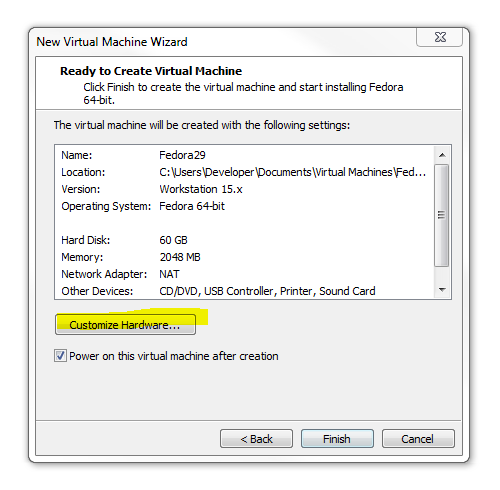 New Virtual Machine Wizard
Ready to Create Virtual Machine
Click Finish to create the virtual machine and start installing Fedora
64-bit.
The virtual machine will be created with the following settings:
Name: Fedora29
Location: C:\Users\Developer\Documents\Virtual Machines\Fed...
Version: Workstation 15.x
Operating System: Fedora 64-bit
Hard Disk: 60 GB
Memory: 2048 MB
Network Adapter: NAT
Other Devices: CD/DVD, USB Controller, Printer, Sound Card
Customize Hardware...
Power on this virtual machine after creation
< Back Finish Cancel